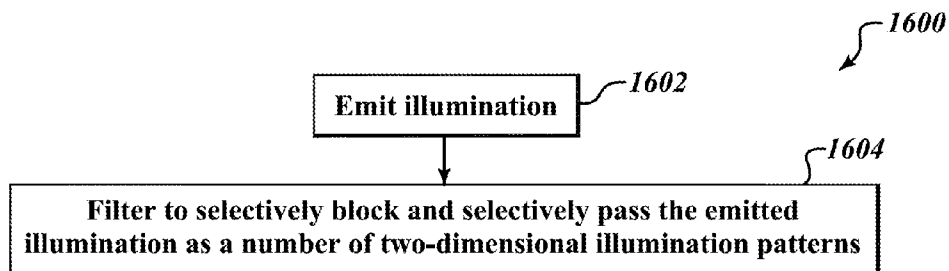 1600
1602
Emit illumination
1604
Filter to selectively block and selectively pass the emitted
illumination as a number of two-dimensional illumination patterns